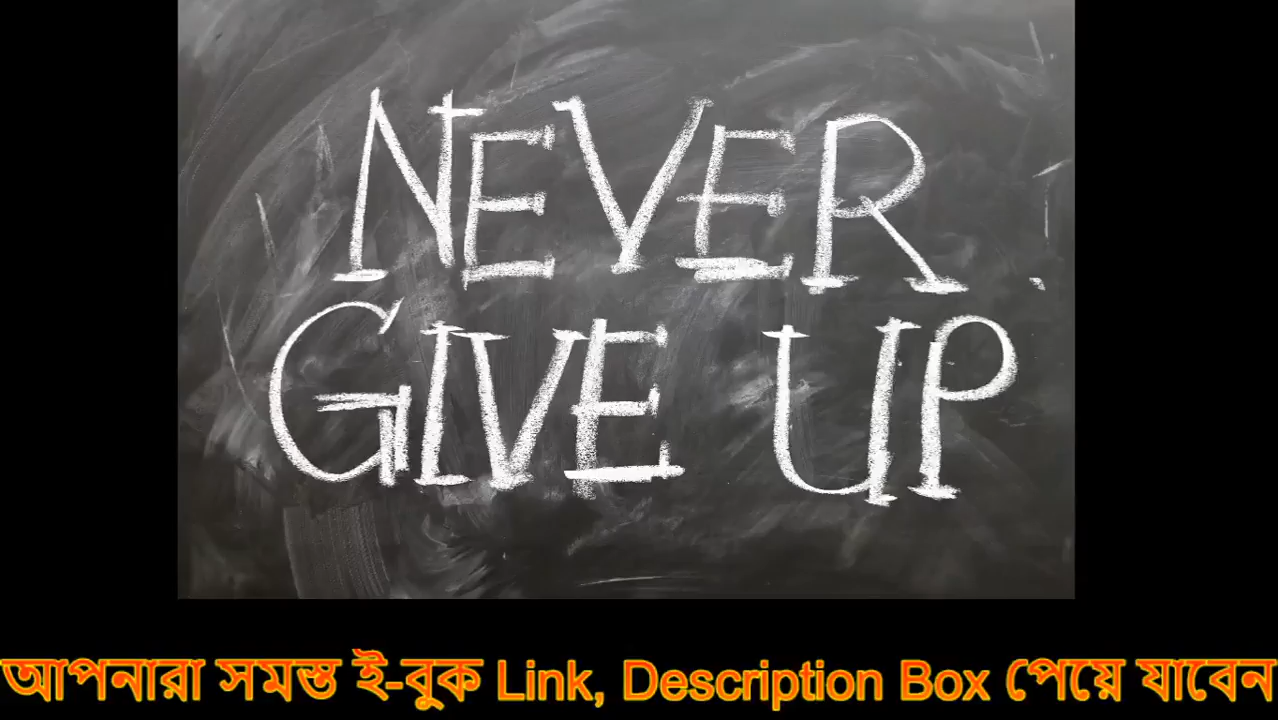 NEVER
GIVE UP
আপনারা সমস্ত ই-বুক Link, Description Box পেয়ে যাবেন